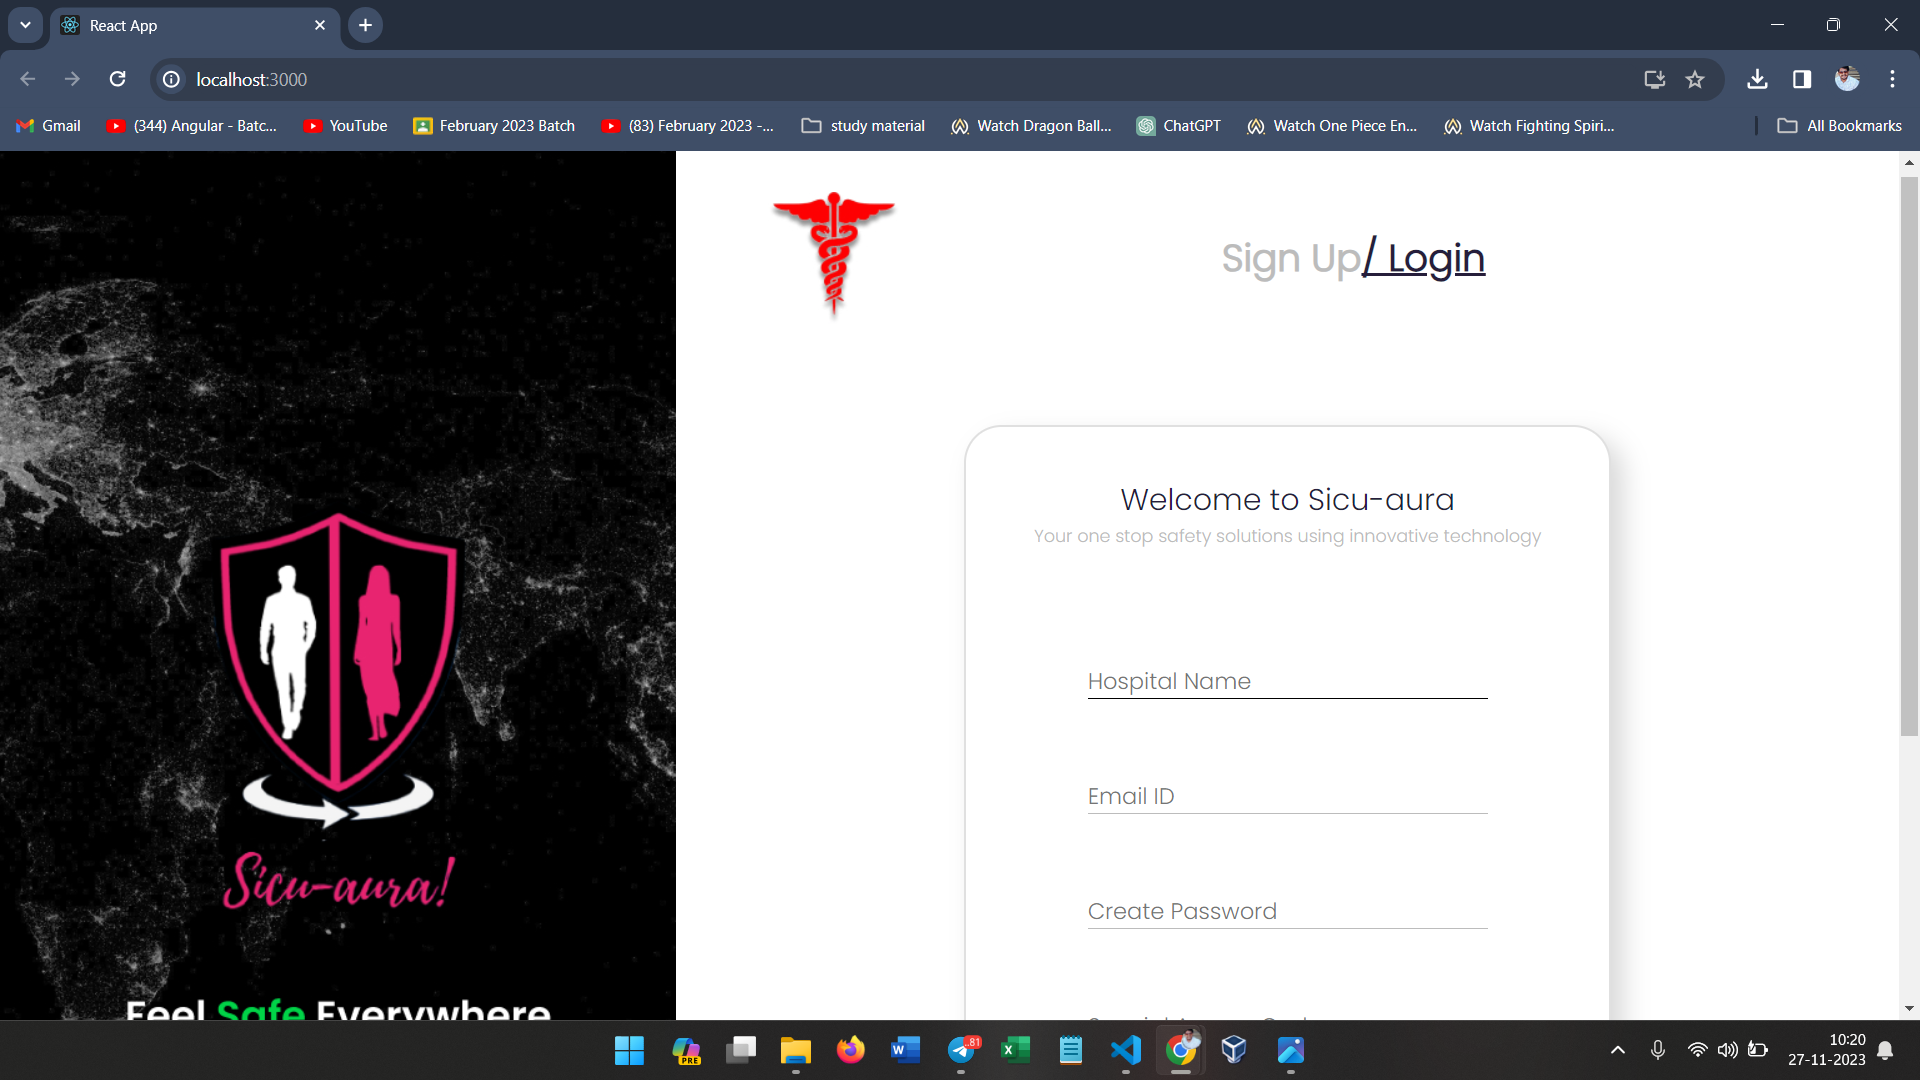 React App
localhost:3000
Gmail
(344) Angular - Batc...
YouTube
February 2023 Batch
(83) February 2023 -...
study material
Watch Dragon Ball...
ChatGPT
Watch One Piece En...
Watch Fighting Spiri...
All Bookmarks
Sign Up/ Login
Welcome to Sicu-aura
Your one stop safety solutions using innovative technology
Hospital Name
Email ID
Create Password
Sicu-aura!
Feel Safe Everywhere
PRE
W
81
X
10:20
27-11-2023